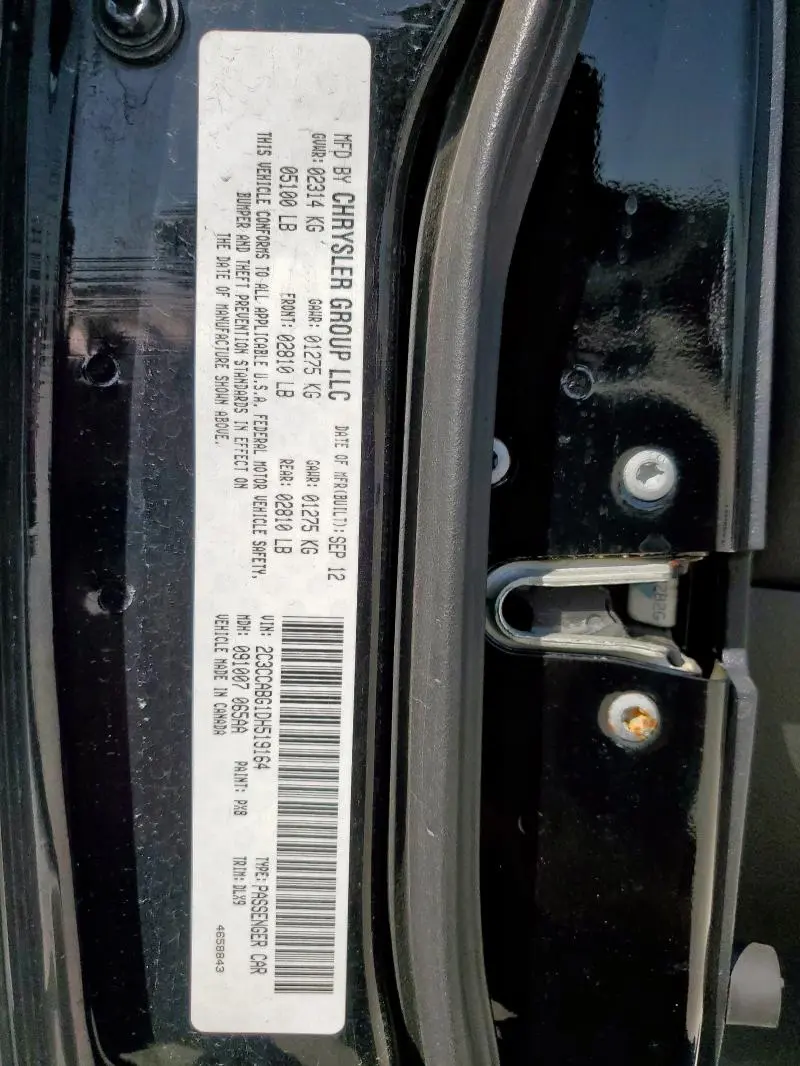 MFD BY CHRYSLER GROUP LLC DATE OF MFR(BUILT): SEP 12
GVWR: 02314 KG GAWR: 01275 KG GAWR: 01275 KG
05100 LB FRONT: 02810 LB REAR: 02810 LB
THIS VEHICLE CONFORMS TO ALL APPLICABLE U.S.A. FEDERAL MOTOR VEHICLE SAFETY,
BUMPER AND THEFT PREVENTION STANDARDS IN EFFECT ON
THE DATE OF MANUFACTURE SHOWN ABOVE.
VIN: 2C3CCABG1DH519164 TYPE: PASSENGER CAR
MDH: 091007 065AA PAINT: PX8 TRIM: DLX9
VEHICLE MADE IN CANADA
4658843